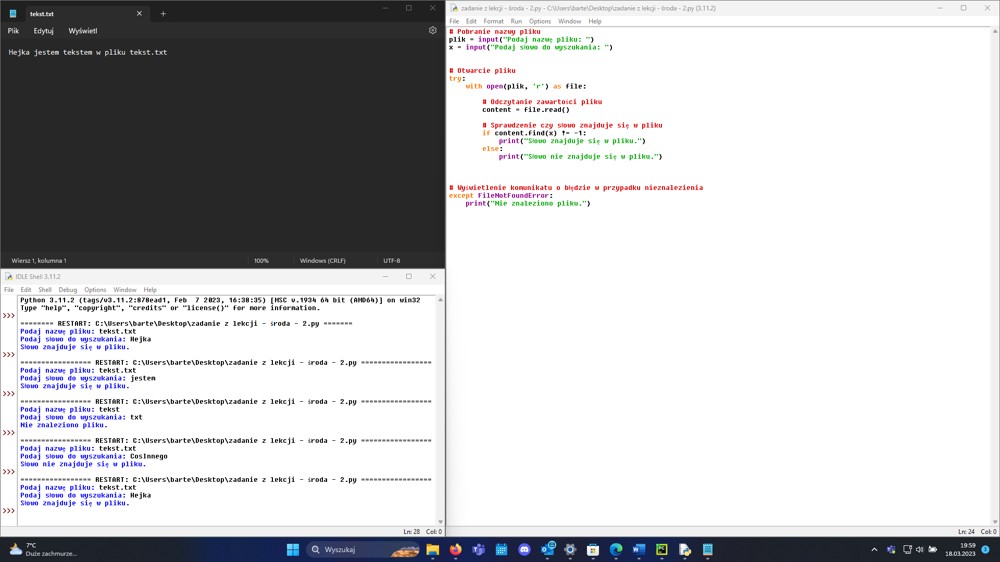 tekst.txt
Plik Edytuj Wyświetl
Hejka jestem tekstem w pliku tekst.txt
Wiersz 1, kolumna 1 100% Windows (CRLF) UTF-8
IDLE Shell 3.11.2
File Edit Shell Debug Options Window Help
Python 3.11.2 (tags/v3.11.2:878ead1, Feb  7 2023, 16:38:35) [MSC v.1934 64 bit (AMD64)] on win32
Type "help", "copyright", "credits" or "license()" for more information.
>>>
======== RESTART: C:\Users\barte\Desktop\zadanie z lekcji - środa - 2.py =======
Podaj nazwę pliku: tekst.txt
Podaj słowo do wyszukania: Hejka
Słowo znajduje się w pliku.
>>>
================= RESTART: C:\Users\barte\Desktop\zadanie z lekcji - środa - 2.py =================
Podaj nazwę pliku: tekst.txt
Podaj słowo do wyszukania: jestem
Słowo znajduje się w pliku.
>>>
================= RESTART: C:\Users\barte\Desktop\zadanie z lekcji - środa - 2.py =================
Podaj nazwę pliku: tekst
Podaj słowo do wyszukania: txt
Nie znaleziono pliku.
>>>
================= RESTART: C:\Users\barte\Desktop\zadanie z lekcji - środa - 2.py =================
Podaj nazwę pliku: tekst.txt
Podaj słowo do wyszukania: CosInnego
Słowo nie znajduje się w pliku.
>>>
================= RESTART: C:\Users\barte\Desktop\zadanie z lekcji - środa - 2.py =================
Podaj nazwę pliku: tekst.txt
Podaj słowo do wyszukania: Hejka
Słowo znajduje się w pliku.
>>>
Ln: 28 Col: 0
zadanie z lekcji - środa - 2.py - C:\Users\barte\Desktop\zadanie z lekcji - środa - 2.py (3.11.2)
File Edit Format Run Options Window Help
# Pobranie nazwy pliku
plik = input("Podaj nazwę pliku: ")
x = input("Podaj słowo do wyszukania: ")
# Otwarcie pliku
try:
    with open(plik, 'r') as file:
        # Odczytanie zawartości pliku
        content = file.read()
        # Sprawdzenie czy słowo znajduje się w pliku
        if content.find(x) != -1:
            print("Słowo znajduje się w pliku.")
        else:
            print("Słowo nie znajduje się w pliku.")
# Wyświetlenie komunikatu o błędzie w przypadku nieznalezienia
except FileNotFoundError:
    print("Nie znaleziono pliku.")
Ln: 24 Col: 0
7°C
Duże zachmurze...
Wyszukaj
PC
19:59
18.03.2023
3